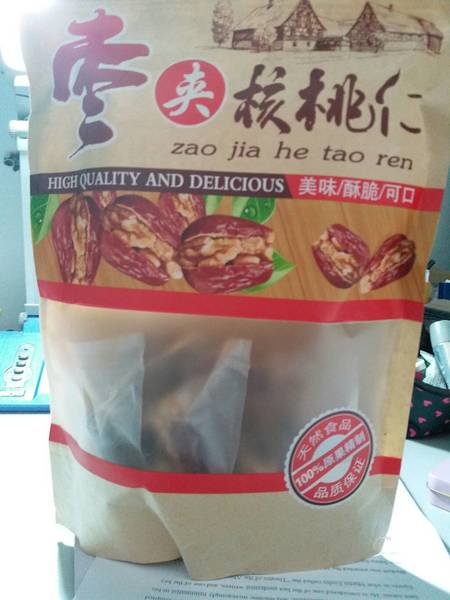 枣夹核桃仁
zao jia he tao ren
HIGH QUALITY AND DELICIOUS 美味/酥脆/可口
天然食品
100%原果精制
品质保证